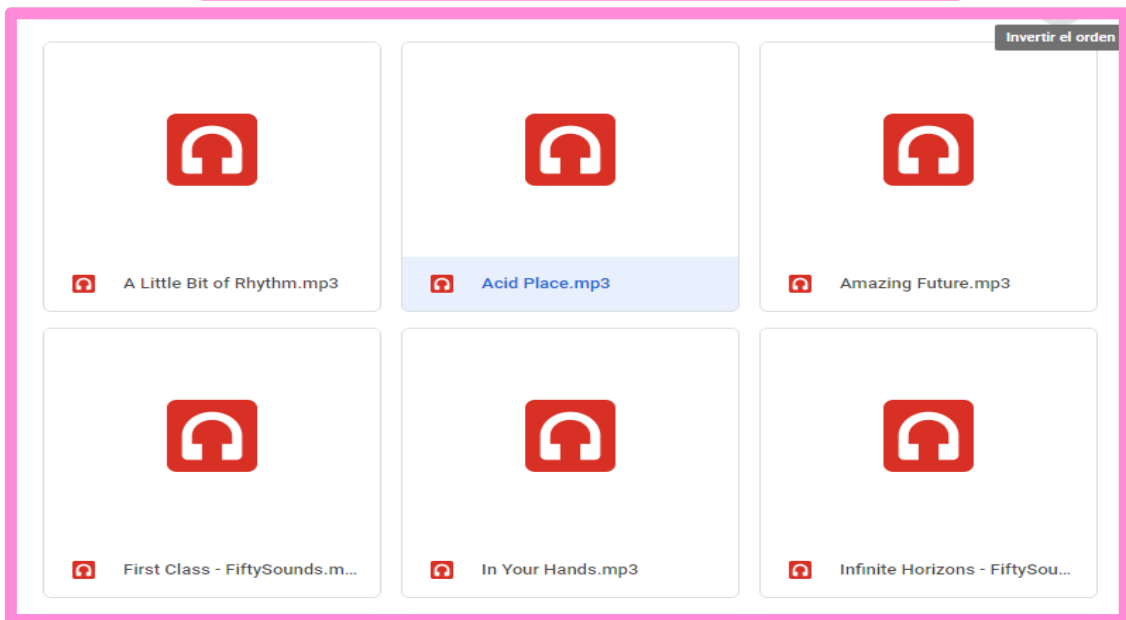 Invertir el orden
A Little Bit of Rhythm.mp3
Acid Place.mp3
Amazing Future.mp3
First Class - FiftySounds.m...
In Your Hands.mp3
Infinite Horizons - FiftySou...